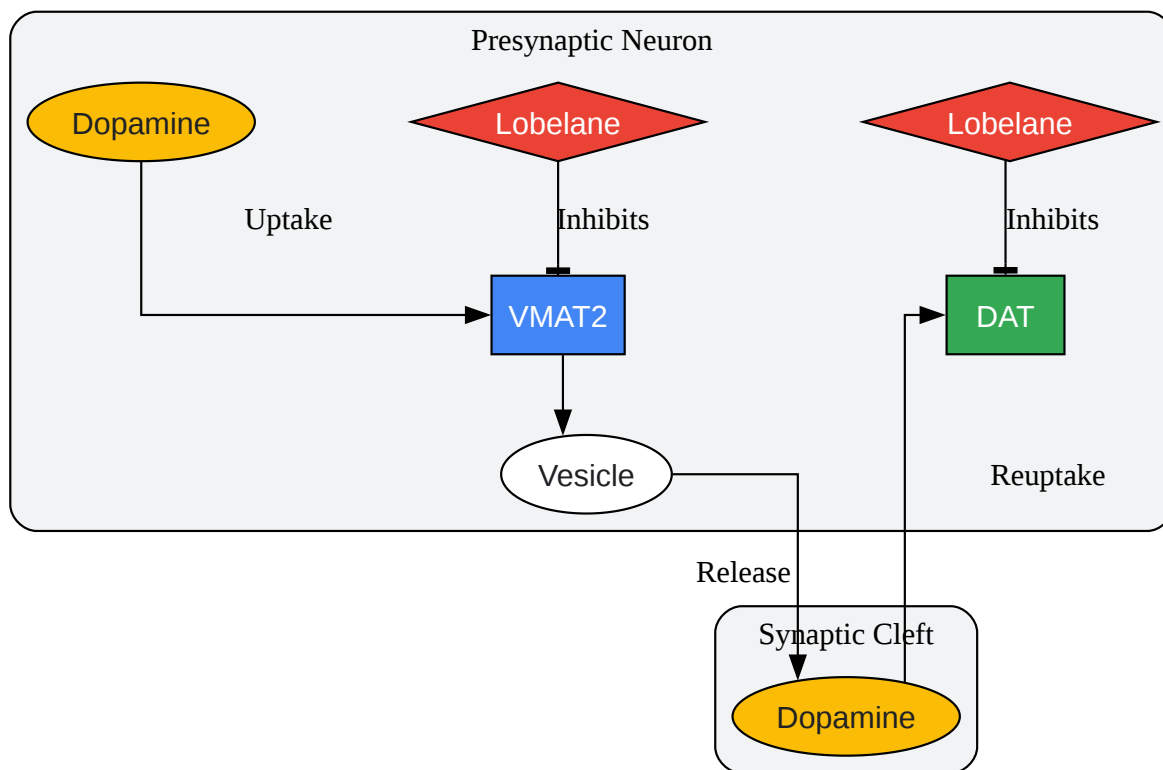 Presynaptic Neuron
Dopamine
Lobelane
Lobelane
Uptake
Inhibits
Inhibits
VMAT2
DAT
Vesicle
Reuptake
Release
Synaptic Cleft
Dopamine